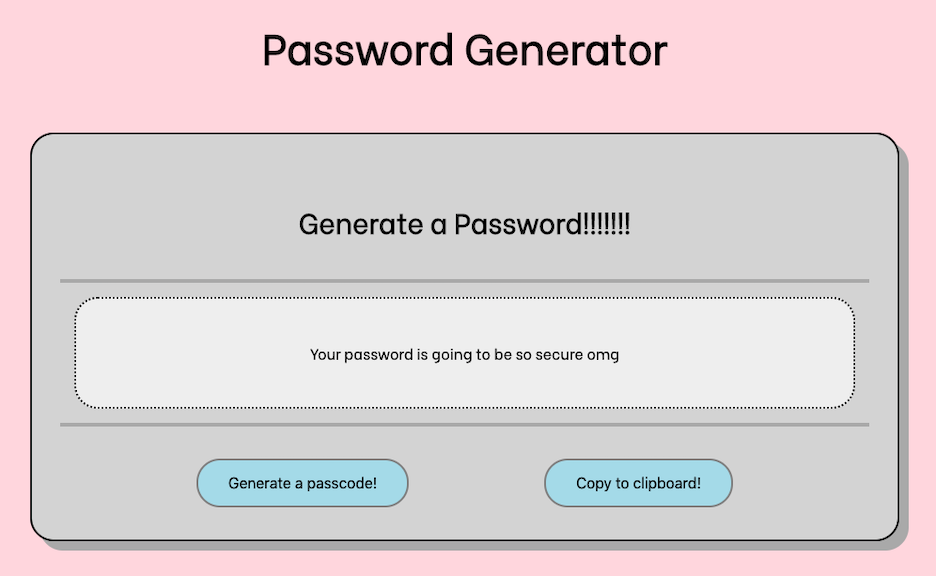 Password Generator
Generate a Password!!!!!!!
Your password is going to be so secure omg
Generate a passcode!
Copy to clipboard!